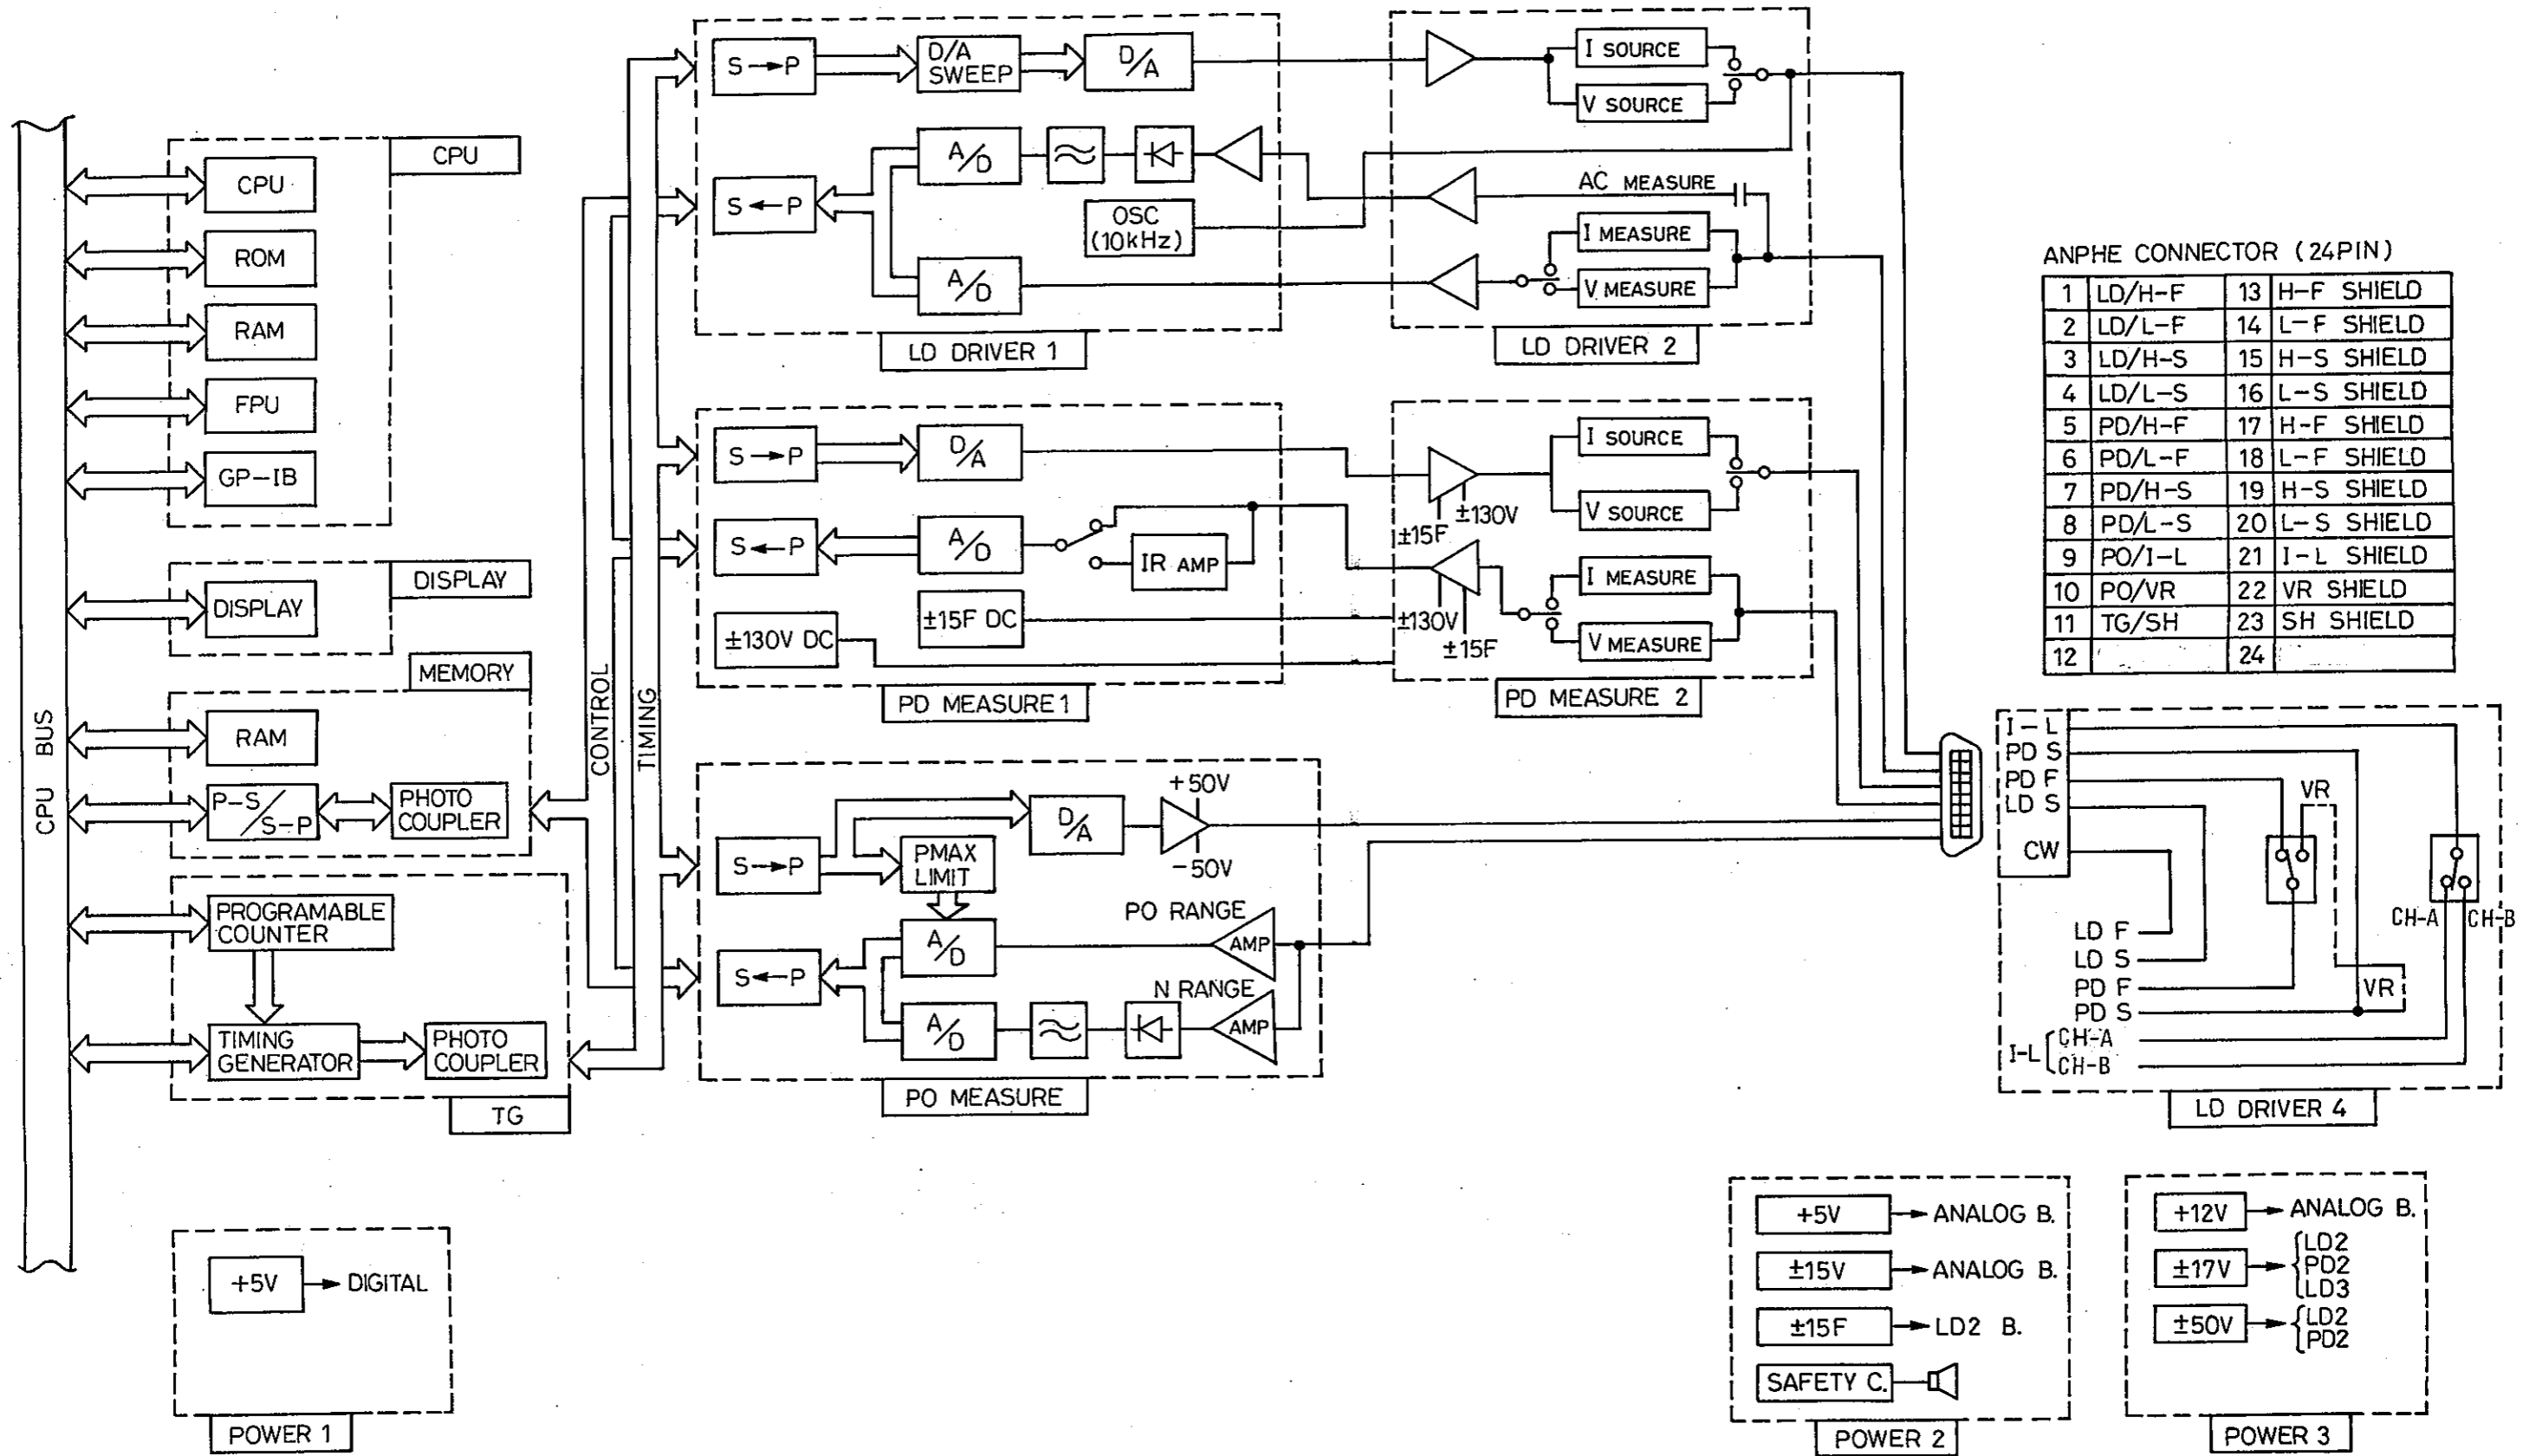 CPU BUS
CPU
CPU
ROM
RAM
FPU
GP-IB
DISPLAY
DISPLAY
MEMORY
RAM
P-S/S-P
PHOTO
COUPLER
PROGRAMABLE
COUNTER
TIMING
GENERATOR
PHOTO
COUPLER
TG
+5V
DIGITAL
POWER 1
CONTROL
TIMING
S→P
D/A
SWEEP
D/A
S←P
A/D
OSC
(10kHz)
A/D
LD DRIVER 1
I SOURCE
V SOURCE
AC MEASURE
I MEASURE
V MEASURE
LD DRIVER 2
S→P
D/A
S←P
A/D
IR AMP
±130V DC
±15F DC
PD MEASURE1
I SOURCE
V SOURCE
±130V
±15F
I MEASURE
V MEASURE
±130V
±15F
PD MEASURE 2
S→P
PMAX
LIMIT
D/A
+50V
-50V
S←P
A/D
PO RANGE
AMP
A/D
N RANGE
AMP
PO MEASURE
ANPHE CONNECTOR (24PIN)
1 LD/H-F 13 H-F SHIELD
2 LD/L-F 14 L-F SHIELD
3 LD/H-S 15 H-S SHIELD
4 LD/L-S 16 L-S SHIELD
5 PD/H-F 17 H-F SHIELD
6 PD/L-F 18 L-F SHIELD
7 PD/H-S 19 H-S SHIELD
8 PD/L-S 20 L-S SHIELD
9 PO/I-L 21 I-L SHIELD
10 PO/VR 22 VR SHIELD
11 TG/SH 23 SH SHIELD
12 24
I-L
PD S
PD F
LD S
CW
VR
CH-A
CH-B
LD F
LD S
PD F
PD S
VR
I-L
CH-A
CH-B
LD DRIVER 4
+5V ANALOG B.
±15V ANALOG B.
±15F LD2 B.
SAFETY C.
POWER 2
+12V ANALOG B.
±17V
LD2
PD2
LD3
±50V
LD2
PD2
POWER 3